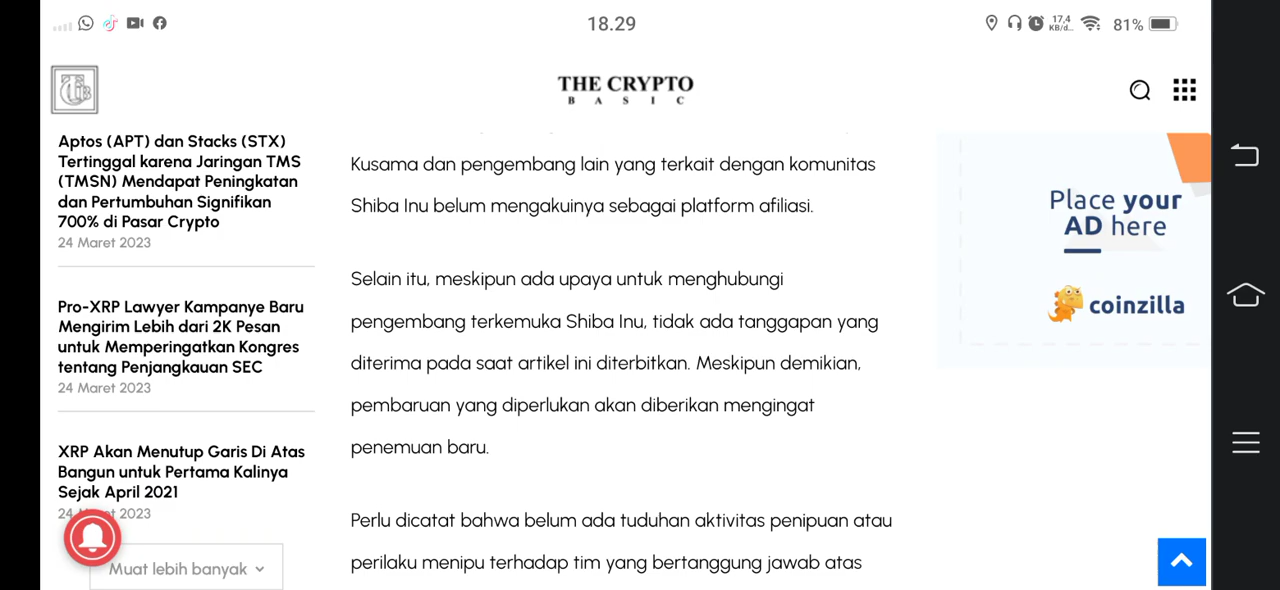 18.29
17,4
KB/d...
81%
THE CRYPTO
BASIC
Aptos (APT) dan Stacks (STX)
Tertinggal karena Jaringan TMS
(TMSN) Mendapat Peningkatan
dan Pertumbuhan Signifikan
700% di Pasar Crypto
24 Maret 2023
Pro-XRP Lawyer Kampanye Baru
Mengirim Lebih dari 2K Pesan
untuk Memperingatkan Kongres
tentang Penjangkauan SEC
24 Maret 2023
XRP Akan Menutup Garis Di Atas
Bangun untuk Pertama Kalinya
Sejak April 2021
24 2023
Muat lebih banyak
Kusama dan pengembang lain yang terkait dengan komunitas
Shiba Inu belum mengakuinya sebagai platform afiliasi.
Selain itu, meskipun ada upaya untuk menghubungi
pengembang terkemuka Shiba Inu, tidak ada tanggapan yang
diterima pada saat artikel ini diterbitkan. Meskipun demikian,
pembaruan yang diperlukan akan diberikan mengingat
penemuan baru.
Perlu dicatat bahwa belum ada tuduhan aktivitas penipuan atau
perilaku menipu terhadap tim yang bertanggung jawab atas
Place your
AD here
coinzilla